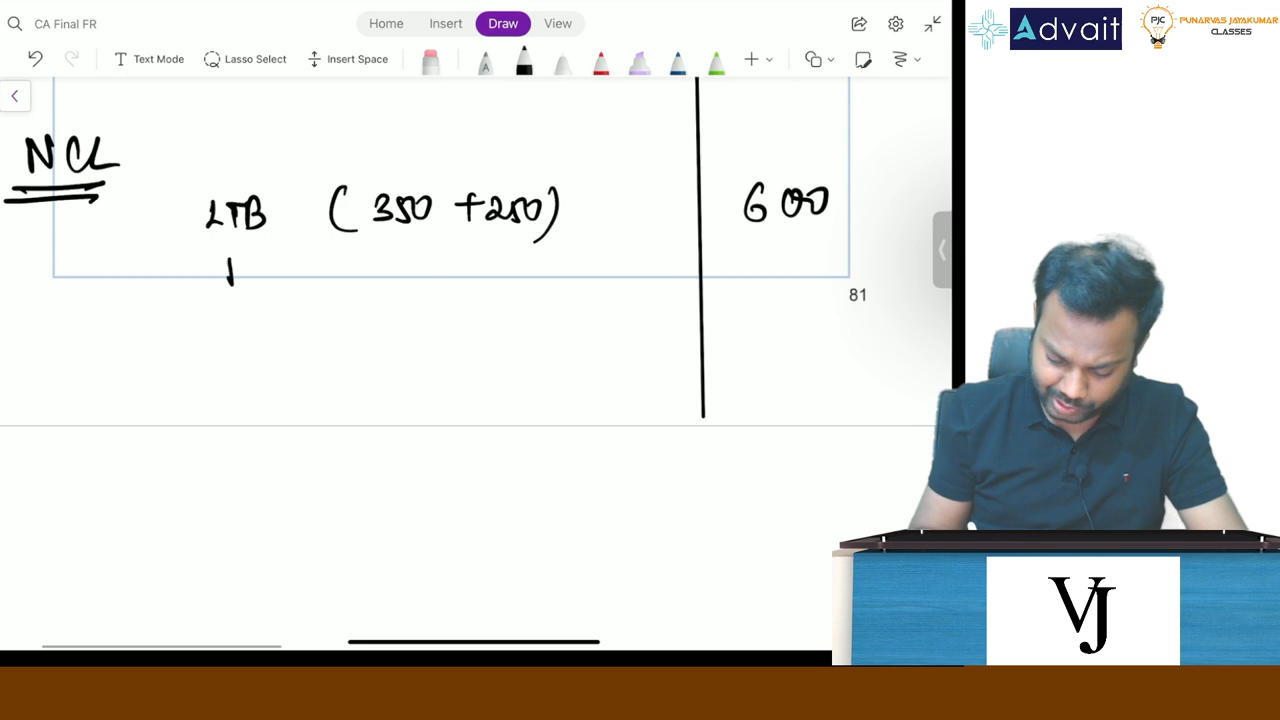 CA Final FR
Home Insert Draw View
Text Mode Lasso Select Insert Space
Advait
PJC PUNARVAS JAYAKUMAR
CLASSES
NCL
LTB (350 + 250) 600
81
VJ